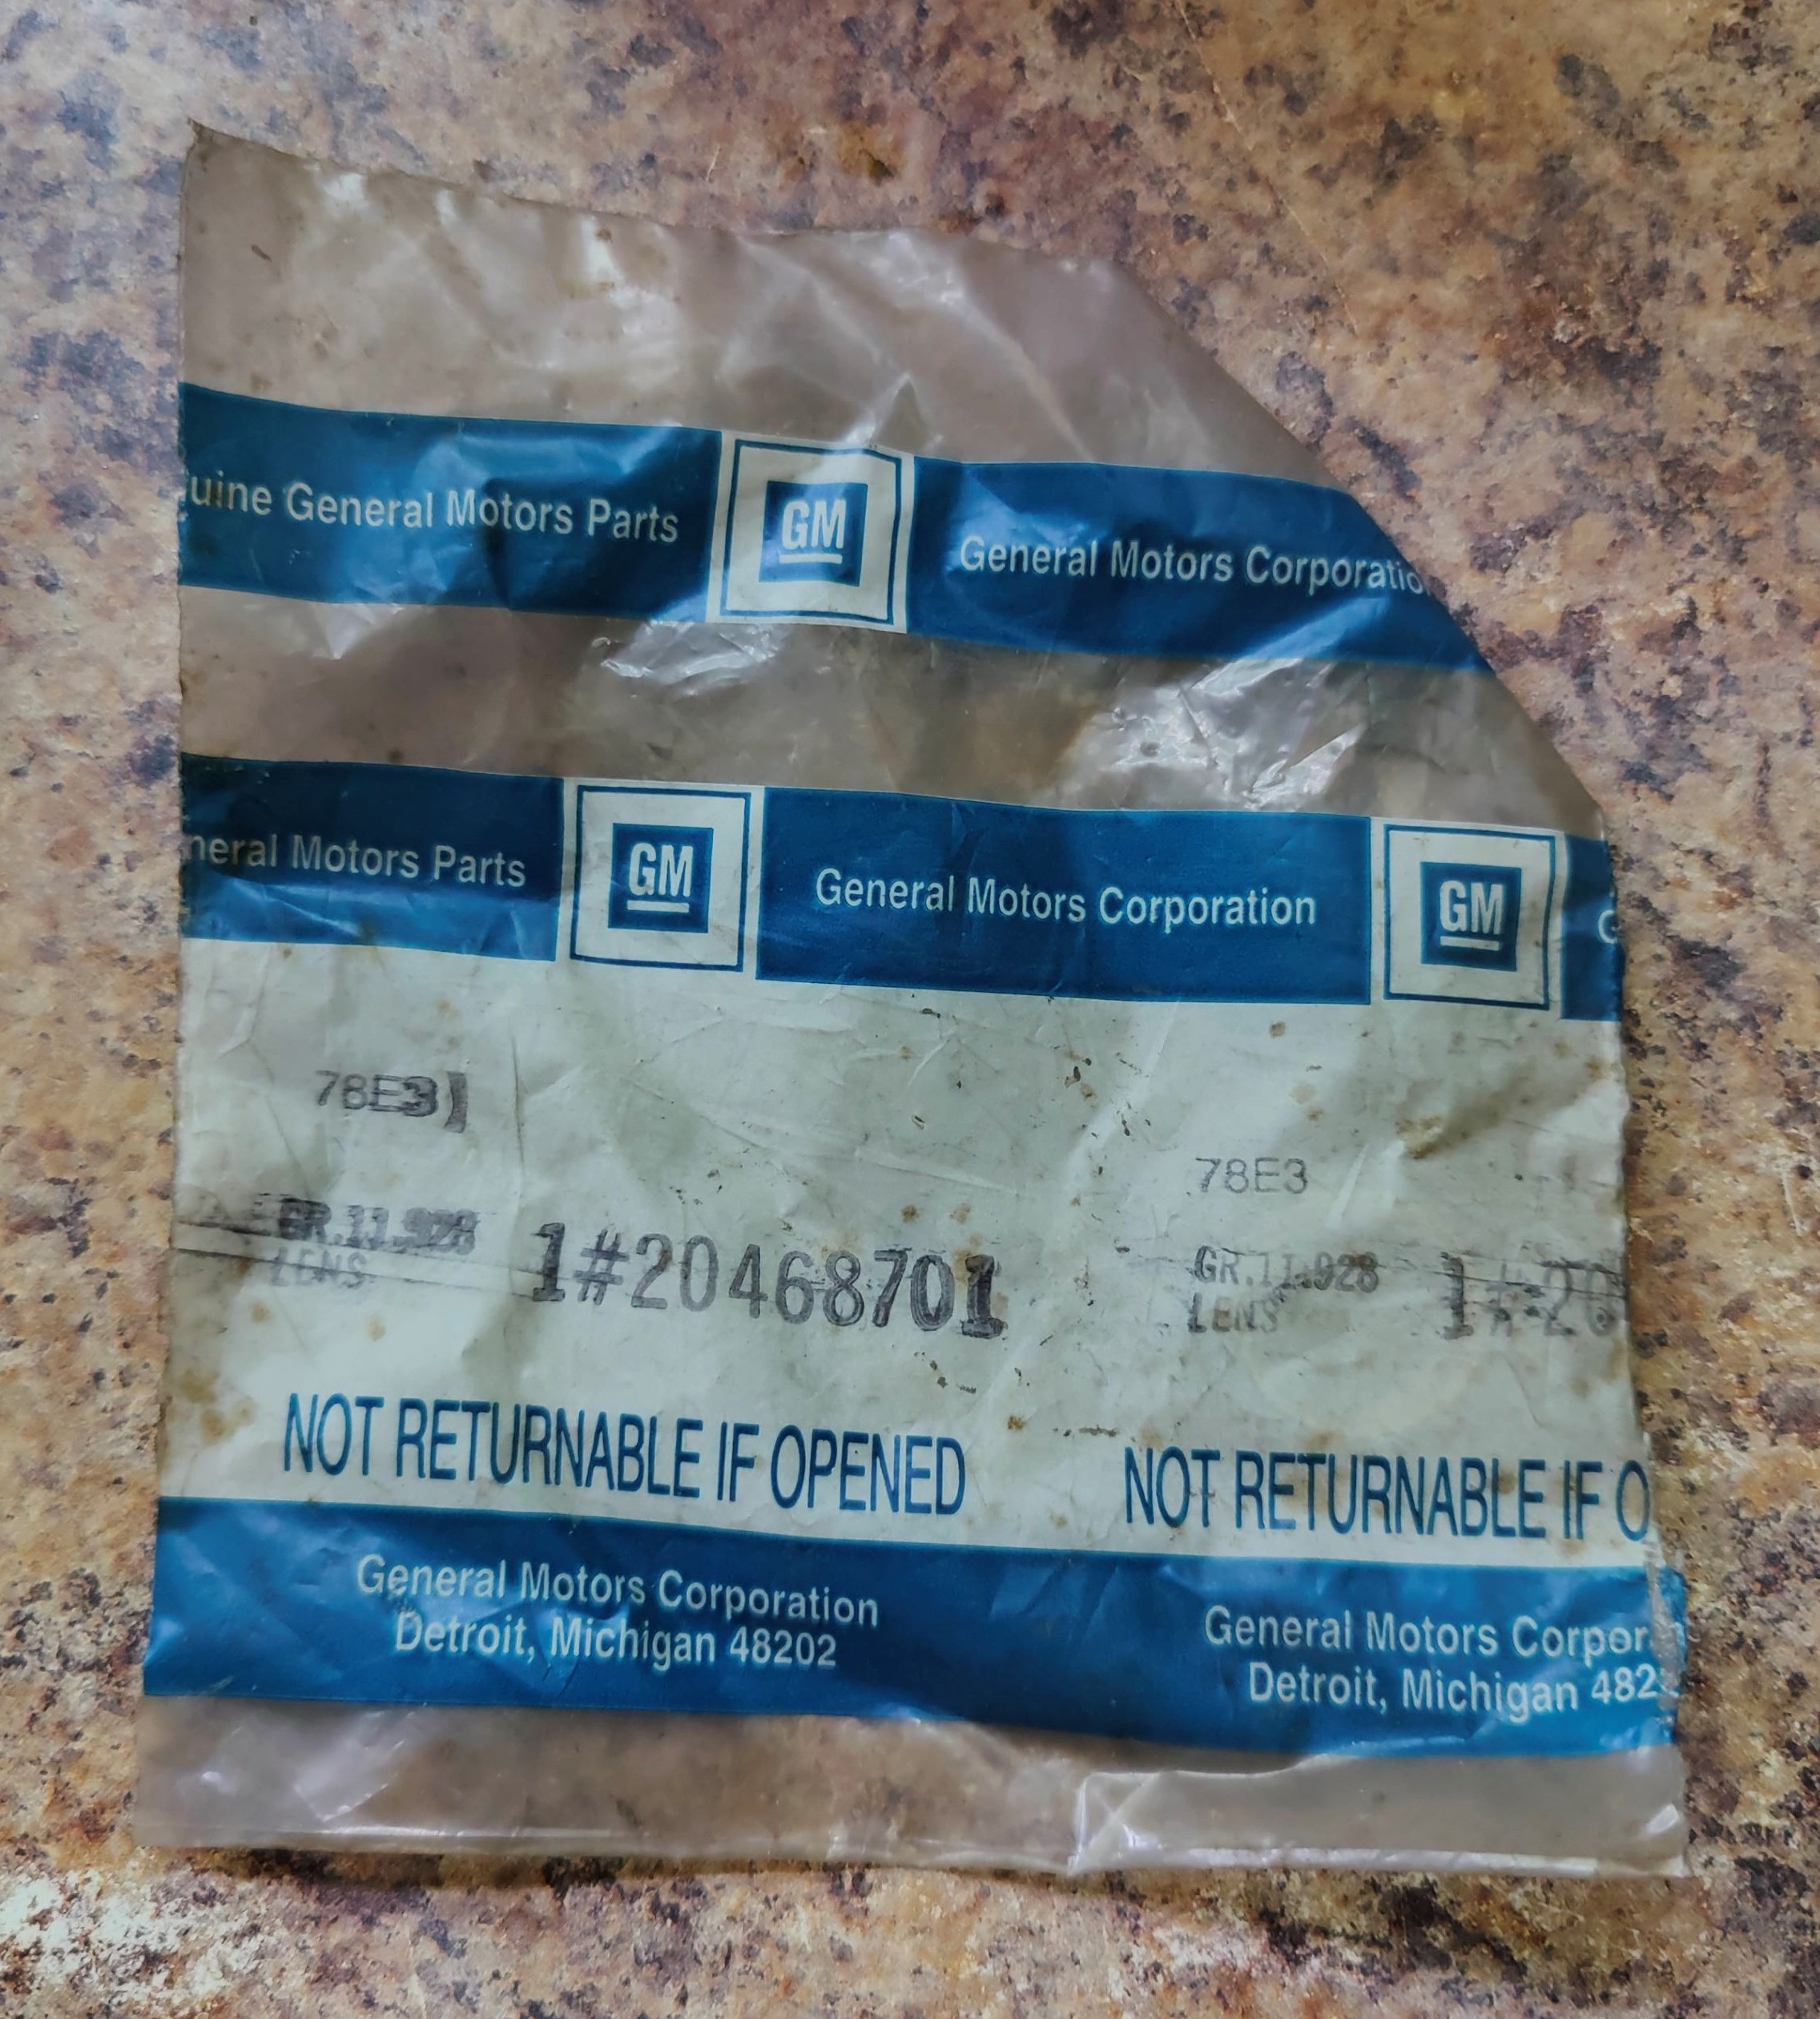 uine General Motors Parts GM General Motors Corporatio
neral Motors Parts GM General Motors Corporation GM G
78E3
78E3
GR.11.928 1#20468701
LENS
GR.11.928 1#20
LENS
NOT RETURNABLE IF OPENED
NOT RETURNABLE IF O
General Motors Corporation
Detroit, Michigan 48202
General Motors Corpor
Detroit, Michigan 482